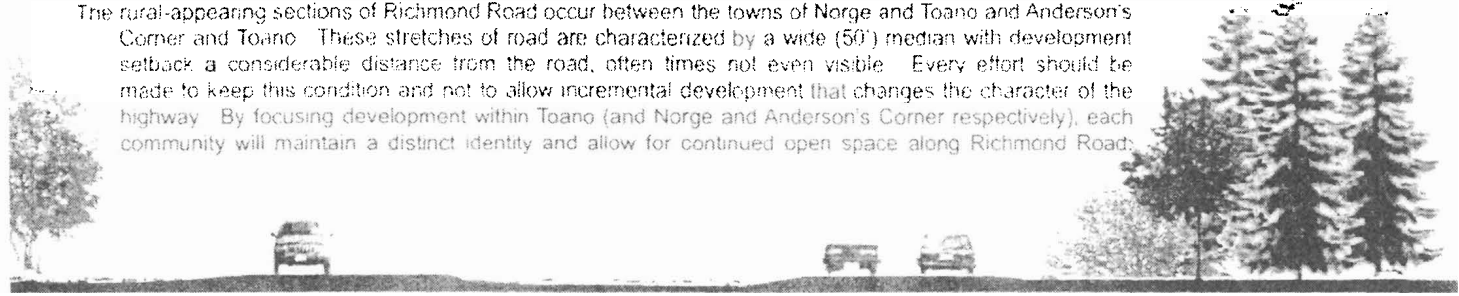 The rural-appearing sections of Richmond Road occur between the towns of Norge and Toano and Anderson's
Corner and Toano These stretches of road are characterized by a wide (50') median with development
setback a considerable distance from the road, often times not even visible Every effort should be
made to keep this condition and not to allow incremental development that changes the character of the
highway By focusing development within Toano (and Norge and Anderson's Corner respectively), each
community will maintain a distinct identity and allow for continued open space along Richmond Road: